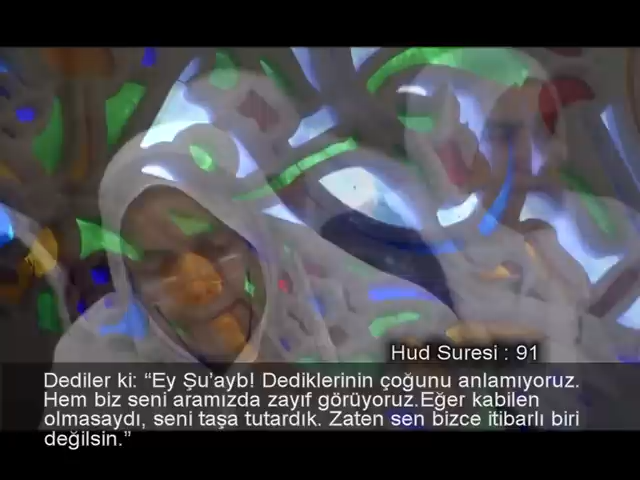 Hud Suresi : 91
Dediler ki: “Ey Şu’ayb! Dediklerinin çoğunu anlamıyoruz.
Hem biz seni aramızda zayıf görüyoruz.Eğer kabilen
olmasaydı, seni taşa tutardık. Zaten sen bizce itibarlı biri
değilsin.”